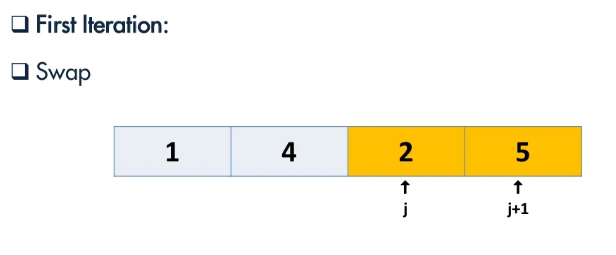 ❑ First Iteration:
❑ Swap
1 4 2 5
↑ ↑
j j+1